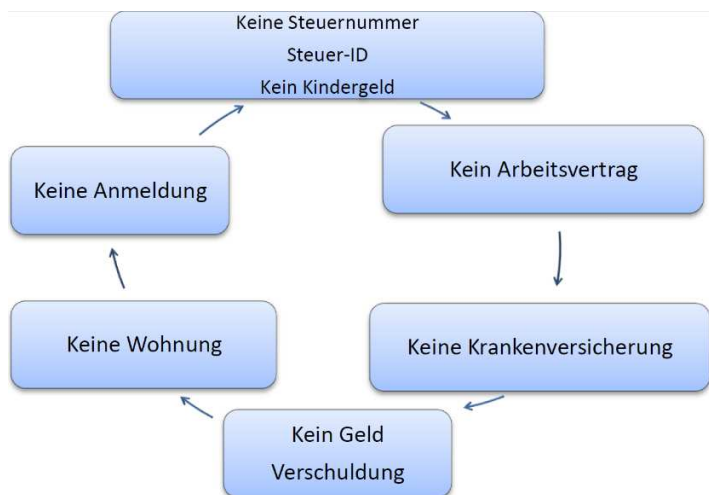 Keine Steuernummer
Steuer-ID
Kein Kindergeld
Kein Arbeitsvertrag
Keine Krankenversicherung
Kein Geld
Verschuldung
Keine Wohnung
Keine Anmeldung